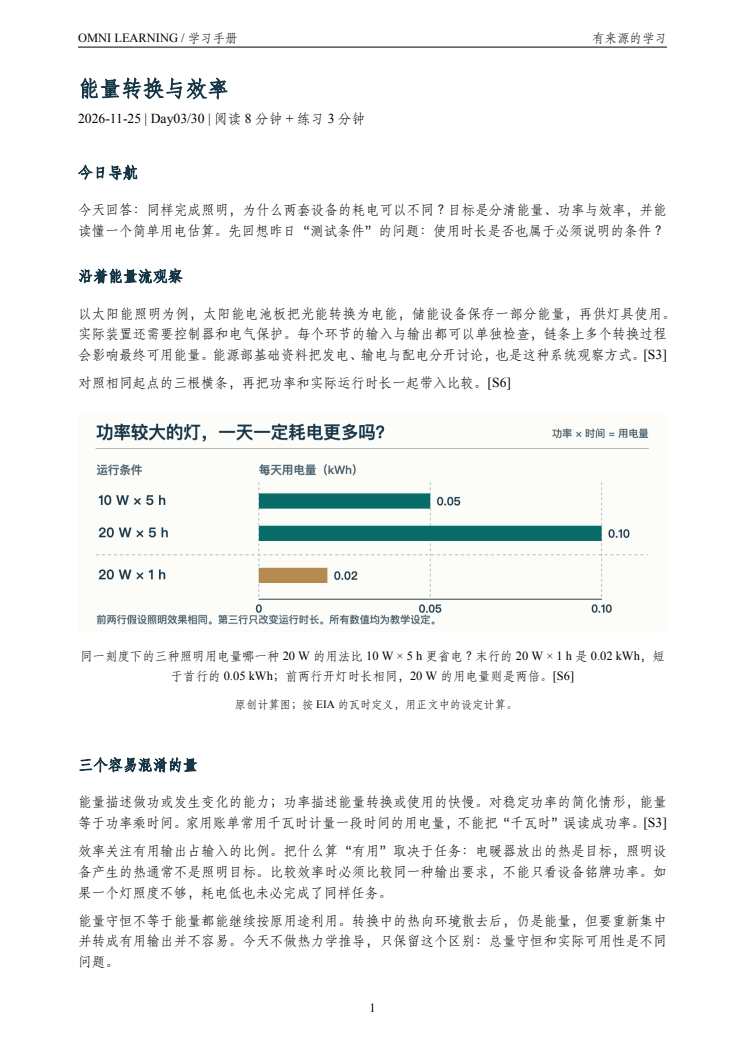 OMNI LEARNING / 学习手册
有来源的学习
能量转换与效率
2026-11-25 | Day03/30 | 阅读 8 分钟 + 练习 3 分钟
今日导航
今天回答：同样完成照明，为什么两套设备的耗电可以不同？目标是分清能量、功率与效率，并能
读懂一个简单用电估算。先回想昨日“测试条件”的问题：使用时长是否也属于必须说明的条件？
沿着能量流观察
以太阳能照明为例，太阳能电池板把光能转换为电能，储能设备保存一部分能量，再供灯具使用。
实际装置还需要控制器和电气保护。每个环节的输入与输出都可以单独检查，链条上多个转换过程
会影响最终可用能量。能源部基础资料把发电、输电与配电分开讨论，也是这种系统观察方式。[S3]
对照相同起点的三根横条，再把功率和实际运行时长一起带入比较。[S6]
功率较大的灯，一天一定耗电更多吗？
功率 × 时间 = 用电量
运行条件
每天用电量（kWh）
10 W × 5 h
0.05
20 W × 5 h
0.10
20 W × 1 h
0.02
0
0.05
0.10
前两行假设照明效果相同。第三行只改变运行时长。所有数值均为教学设定。
同一刻度下的三种照明用电量哪一种 20 W 的用法比 10 W × 5 h 更省电？末行的 20 W × 1 h 是 0.02 kWh，短
于首行的 0.05 kWh；前两行开灯时长相同，20 W 的用电量则是两倍。[S6]
原创计算图；按 EIA 的瓦时定义，用正文中的设定计算。
三个容易混淆的量
能量描述做功或发生变化的能力；功率描述能量转换或使用的快慢。对稳定功率的简化情形，能量
等于功率乘时间。家用账单常用千瓦时计量一段时间的用电量，不能把“千瓦时”误读成功率。[S3]
效率关注有用输出占输入的比例。把什么算“有用”取决于任务：电暖器放出的热是目标，照明设
备产生的热通常不是照明目标。比较效率时必须比较同一种输出要求，不能只看设备铭牌功率。如
果一个灯照度不够，耗电低也未必完成了同样任务。
能量守恒不等于能量都能继续按原用途利用。转换中的热向环境散去后，仍是能量，但要重新集中
并转成有用输出并不容易。今天不做热力学推导，只保留这个区别：总量守恒和实际可用性是不同
问题。
1